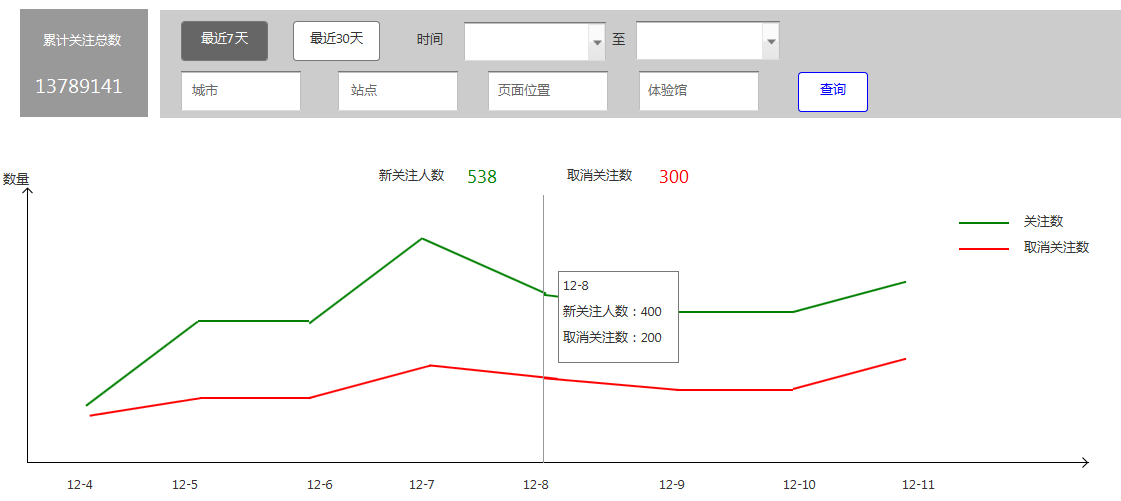 累计关注总数
13789141
最近7天
最近30天
时间
至
城市
站点
页面位置
体验馆
查询
新关注人数 538
取消关注数 300
数量
关注数
取消关注数
12-8
新关注人数：400
取消关注数：200
12-4 12-5 12-6 12-7 12-8 12-9 12-10 12-11